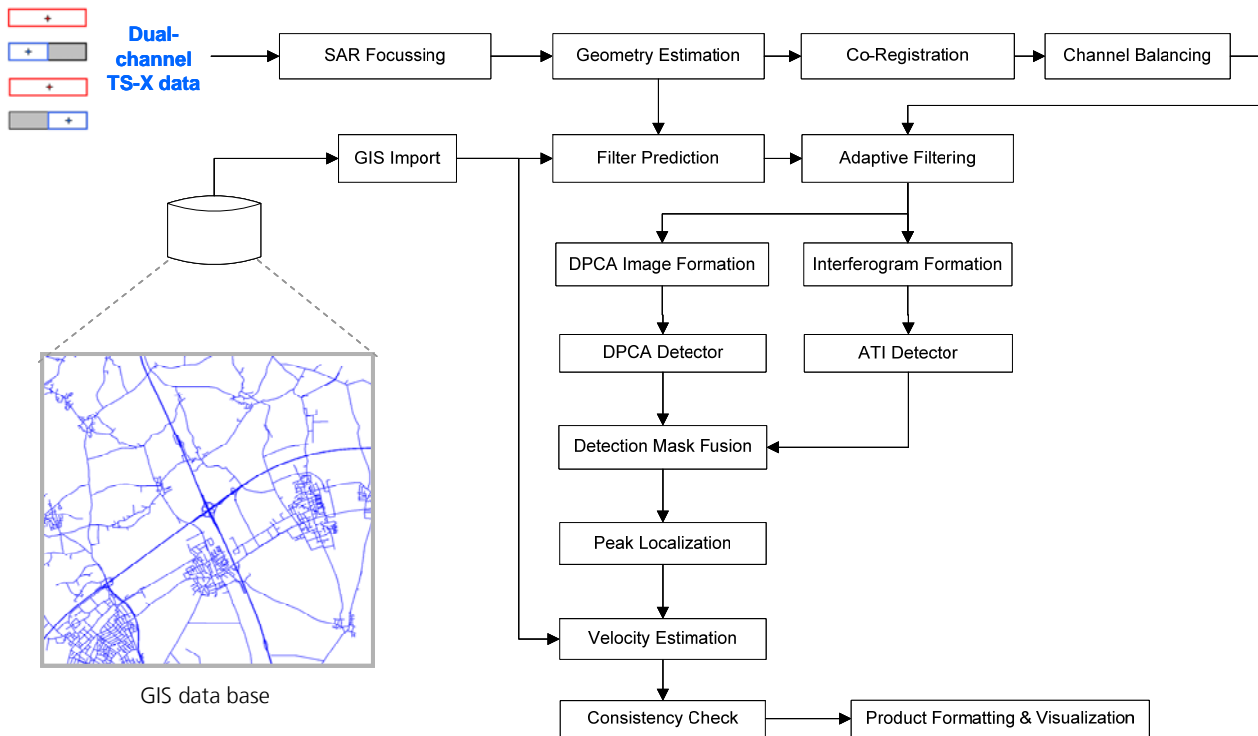 Dual-
channel
TS-X data
SAR Focussing
Geometry Estimation
Co-Registration
Channel Balancing
GIS Import
Filter Prediction
Adaptive Filtering
DPCA Image Formation
Interferogram Formation
DPCA Detector
ATI Detector
Detection Mask Fusion
Peak Localization
Velocity Estimation
GIS data base
Consistency Check
Product Formatting & Visualization